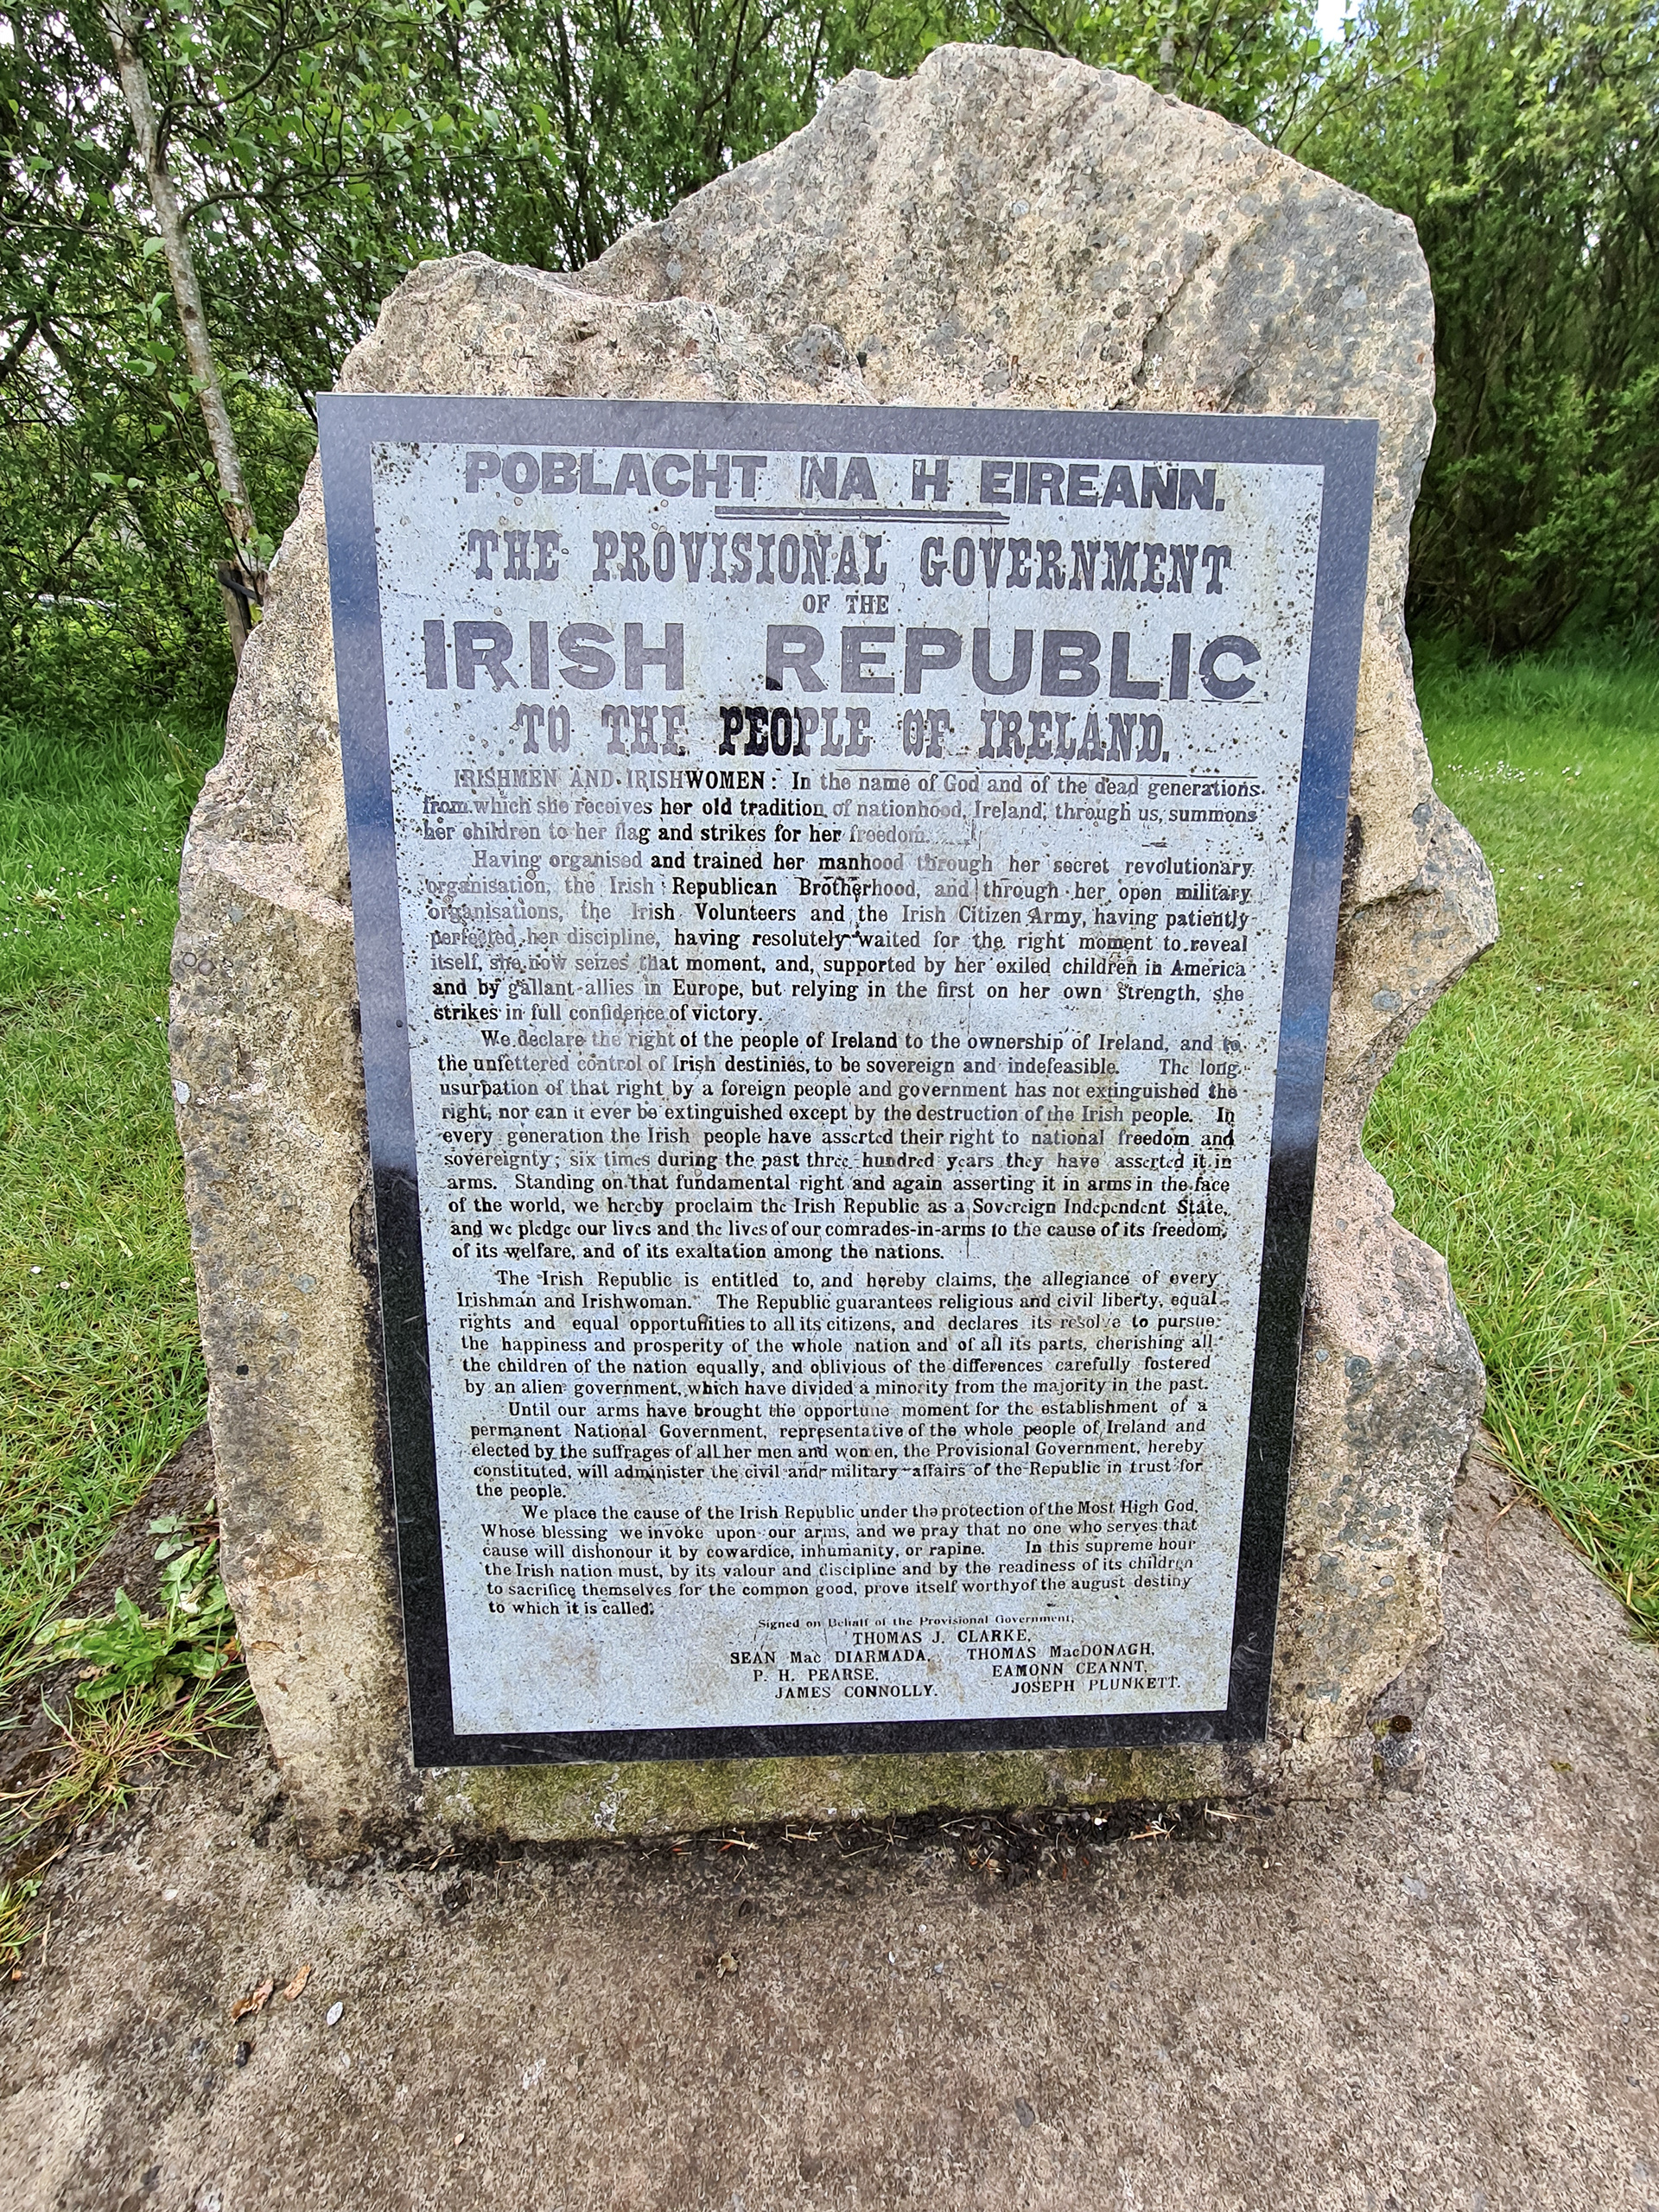 POBLACHT NA H EIREANN.
THE PROVISIONAL GOVERNMENT
OF THE
IRISH REPUBLIC
TO THE PEOPLE OF IRELAND.
IRISHMEN AND IRISHWOMEN: In the name of God and of the dead generations
from which she receives her old tradition of nationhood, Ireland, through us, summons
her children to her flag and strikes for her freedom.
Having organised and trained her manhood through her secret revolutionary
organisation, the Irish Republican Brotherhood, and through her open military
organisations, the Irish Volunteers and the Irish Citizen Army, having patiently
perfected her discipline, having resolutely waited for the right moment to reveal
itself, she now seizes that moment, and, supported by her exiled children in America
and by gallant allies in Europe, but relying in the first on her own strength, she
strikes in full confidence of victory.
We declare the right of the people of Ireland to the ownership of Ireland, and to
the unfettered control of Irish destinies, to be sovereign and indefeasible. The long
usurpation of that right by a foreign people and government has not extinguished the
right, nor can it ever be extinguished except by the destruction of the Irish people. In
every generation the Irish people have asserted their right to national freedom and
sovereignty; six times during the past three hundred years they have asserted it in
arms. Standing on that fundamental right and again asserting it in arms in the face
of the world, we hereby proclaim the Irish Republic as a Sovereign Independent State,
and we pledge our lives and the lives of our comrades-in-arms to the cause of its freedom,
of its welfare, and of its exaltation among the nations.
The Irish Republic is entitled to, and hereby claims, the allegiance of every
Irishman and Irishwoman. The Republic guarantees religious and civil liberty, equal
rights and equal opportunities to all its citizens, and declares its resolve to pursue
the happiness and prosperity of the whole nation and of all its parts, cherishing all
the children of the nation equally, and oblivious of the differences carefully fostered
by an alien government, which have divided a minority from the majority in the past.
Until our arms have brought the opportune moment for the establishment of a
permanent National Government, representative of the whole people of Ireland and
elected by the suffrages of all her men and women, the Provisional Government, hereby
constituted, will administer the civil and military affairs of the Republic in trust for
the people.
We place the cause of the Irish Republic under the protection of the Most High God,
Whose blessing we invoke upon our arms, and we pray that no one who serves that
cause will dishonour it by cowardice, inhumanity, or rapine. In this supreme hour
the Irish nation must, by its valour and discipline and by the readiness of its children
to sacrifice themselves for the common good, prove itself worthy of the august destiny
to which it is called.
Signed on Behalf of the Provisional Government,
THOMAS J. CLARKE,
SEAN Mac DIARMADA, THOMAS MacDONAGH,
P. H. PEARSE, EAMONN CEANNT,
JAMES CONNOLLY. JOSEPH PLUNKETT.